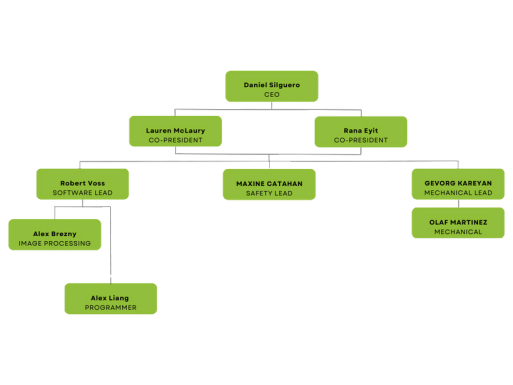 Daniel Silguero
CEO
Lauren McLaury
CO-PRESIDENT
Rana Eyit
CO-PRESIDENT
Robert Voss
SOFTWARE LEAD
MAXINE CATAHAN
SAFETY LEAD
GEVORG KAREYAN
MECHANICAL LEAD
Alex Brezny
IMAGE PROCESSING
OLAF MARTINEZ
MECHANICAL
Alex Liang
PROGRAMMER